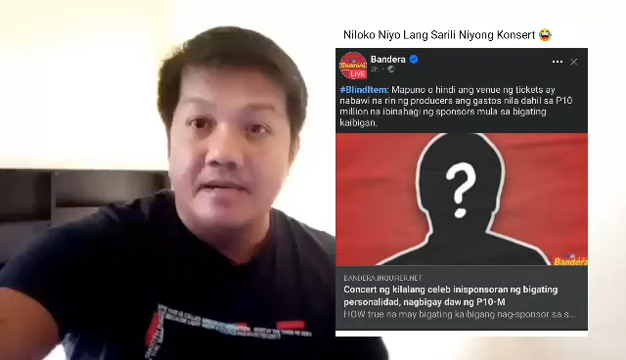 Niloko Niyo Lang Sarili Niyong Konsert 😂
Bandera
LIVE
#BlindItem: Mapuno o hindi ang venue ng tickets ay
nabawi na rin ng producers ang gastos nila dahil sa P10
million na ibinahagi ng sponsors mula sa bigating
kaibigan.
?
Bandera
BANDERA.INQUIRER.NET
Concert ng kilalang celeb inisponsoran ng bigating
personalidad, nagbigay daw ng P10-M
HOW true na may bigating kaibigang nag-sponsor sa s...